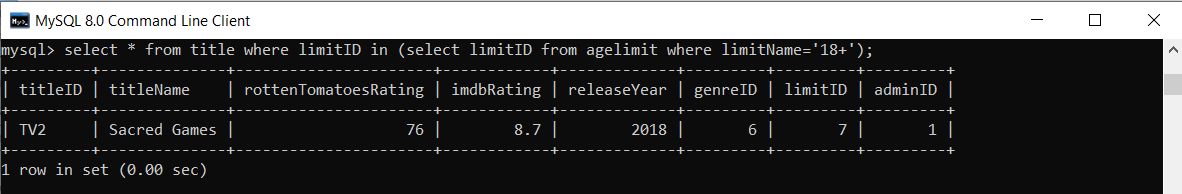 MySQL 8.0 Command Line Client
mysql> select * from title where limitID in (select limitID from agelimit where limitName='18+');
+---------+--------------+----------------------+------------+-------------+---------+---------+---------+
| titleID | titleName    | rottenTomatoesRating | imdbRating | releaseYear | genreID | limitID | adminID |
+---------+--------------+----------------------+------------+-------------+---------+---------+---------+
| TV2     | Sacred Games |                   76 |        8.7 |        2018 |       6 |       7 |       1 |
+---------+--------------+----------------------+------------+-------------+---------+---------+---------+
1 row in set (0.00 sec)